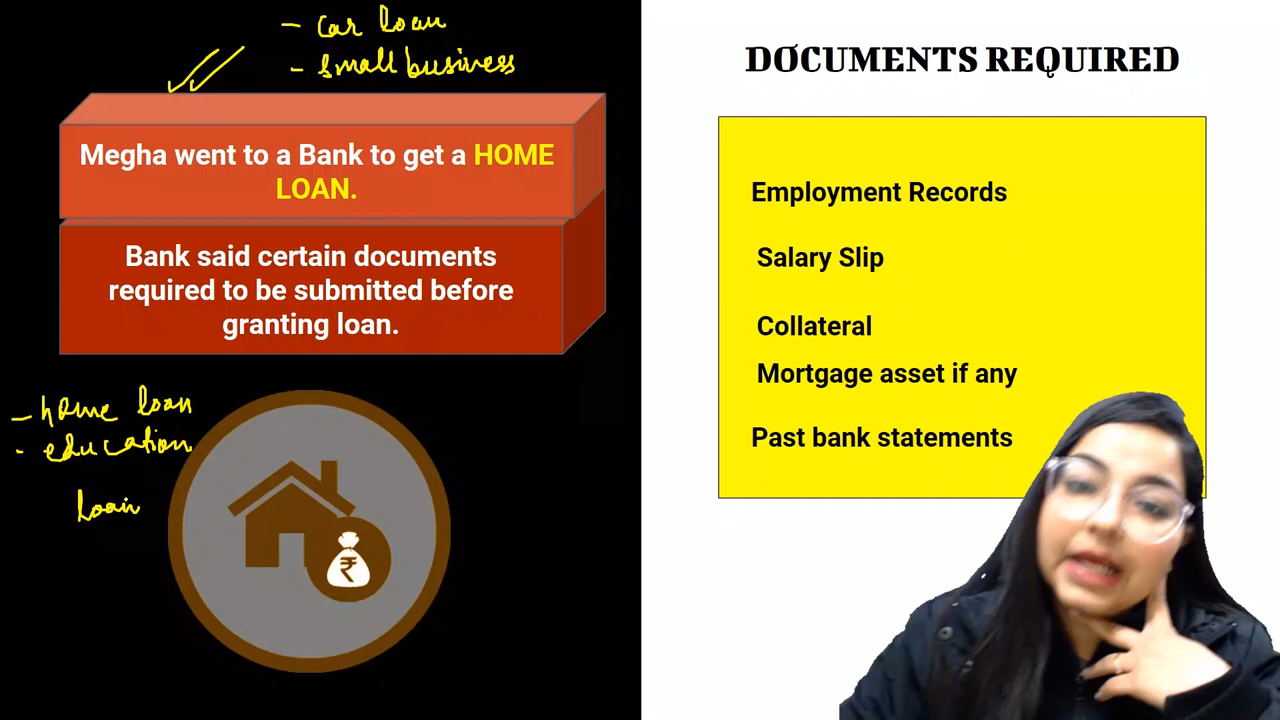 - Car loan
- Small business
Megha went to a Bank to get a HOME
LOAN.
Bank said certain documents
required to be submitted before
granting loan.
- home loan
- education
loan
₹
DOCUMENTS REQUIRED
Employment Records
Salary Slip
Collateral
Mortgage asset if any
Past bank statements